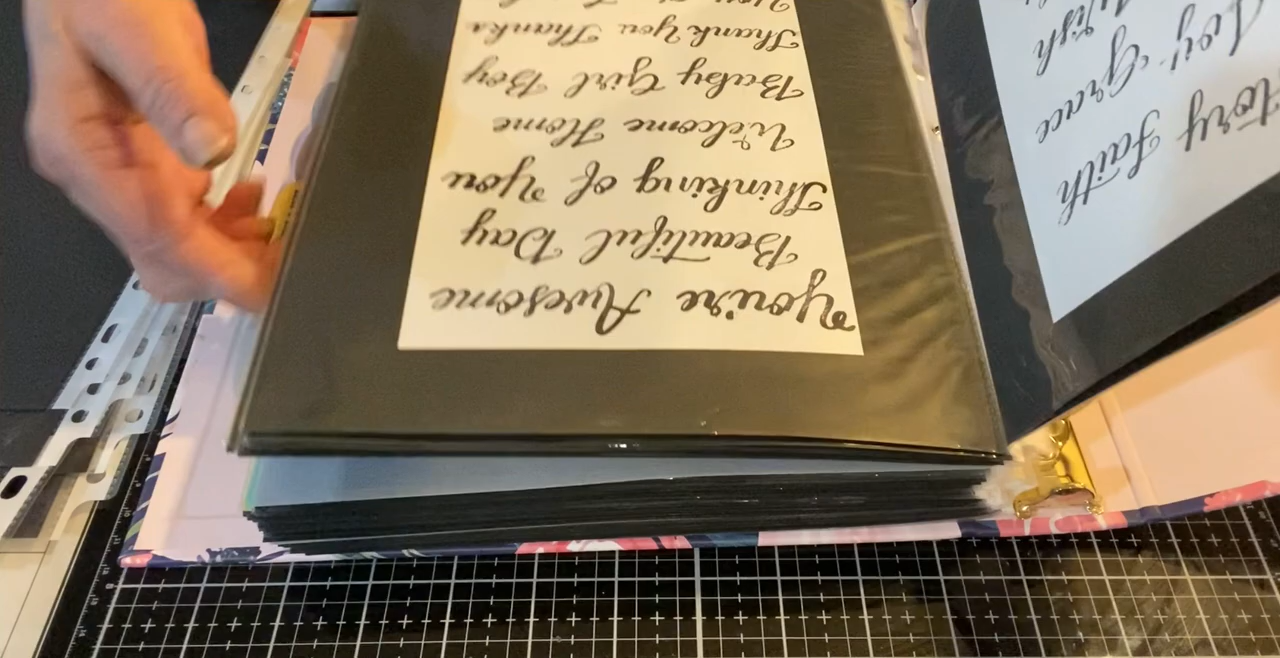 Faith
Joy Grace
Wish
You're Awesome
Beautiful Day
Thinking of You
Welcome Home
Baby Girl Boy
Thank You Thanks